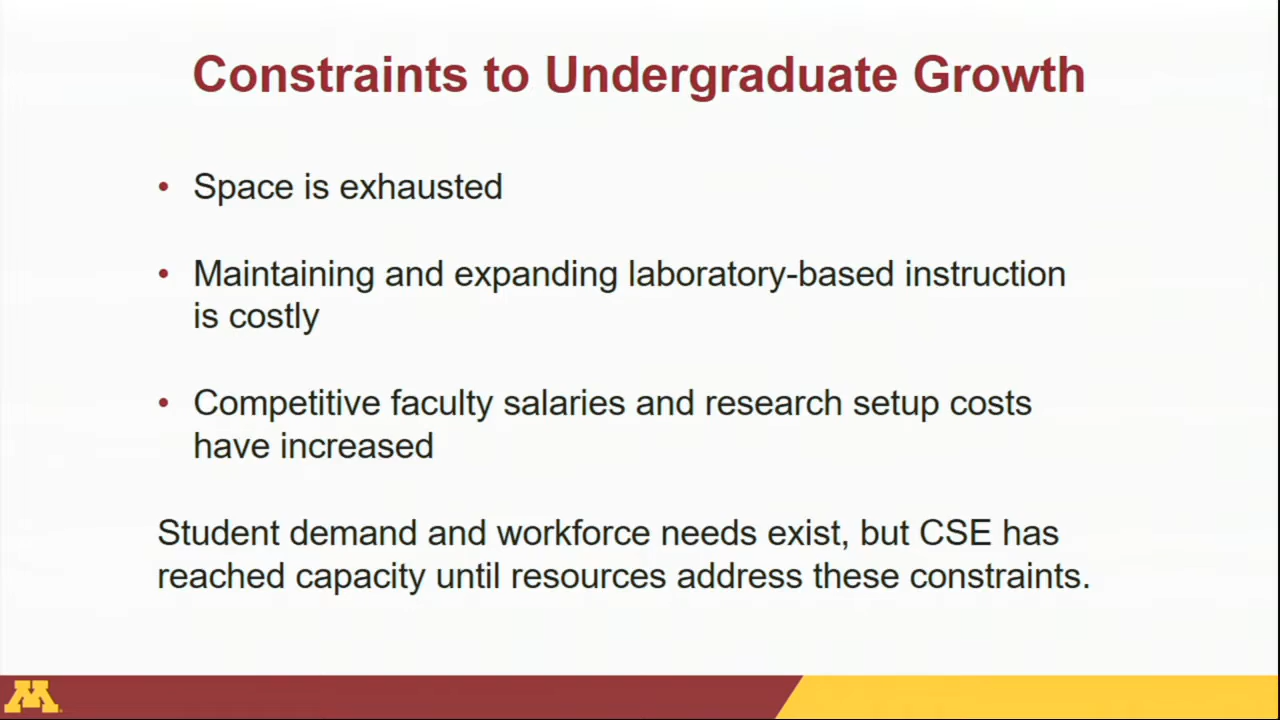 Constraints to Undergraduate Growth
• Space is exhausted
• Maintaining and expanding laboratory-based instruction
is costly
• Competitive faculty salaries and research setup costs
have increased
Student demand and workforce needs exist, but CSE has
reached capacity until resources address these constraints.
M